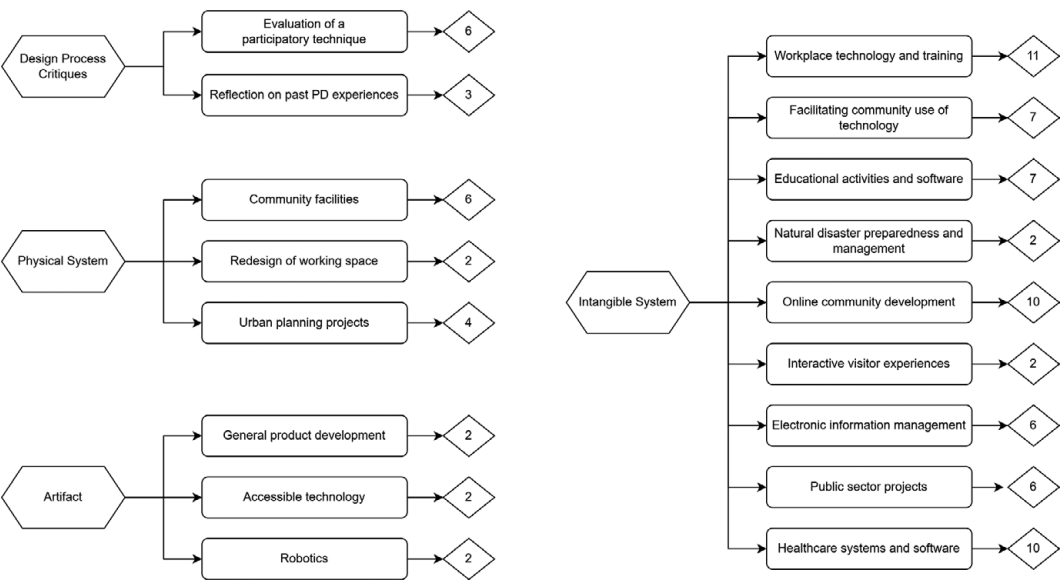 Design Process
Critiques
Evaluation of a
participatory technique
6
Reflection on past PD experiences
3
Physical System
Community facilities
6
Redesign of working space
2
Urban planning projects
4
Artifact
General product development
2
Accessible technology
2
Robotics
2
Intangible System
Workplace technology and training
11
Facilitating community use of
technology
7
Educational activities and software
7
Natural disaster preparedness and
management
2
Online community development
10
Interactive visitor experiences
2
Electronic information management
6
Public sector projects
6
Healthcare systems and software
10